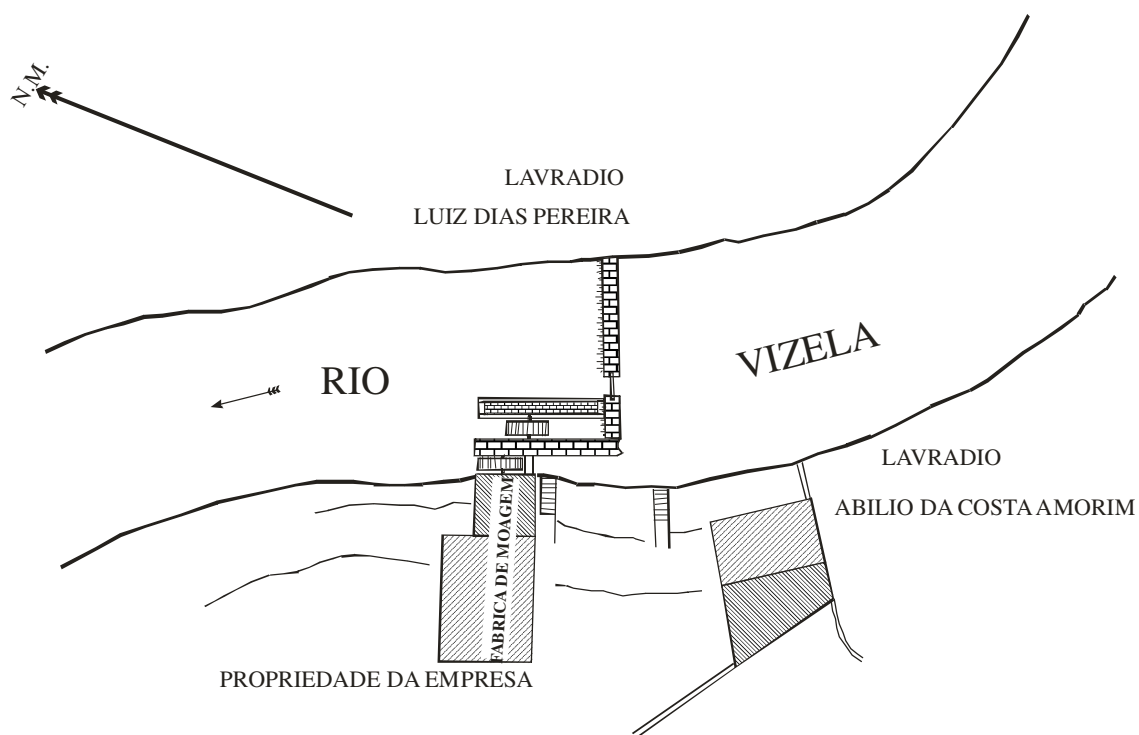 N.M.
LAVRADIO
LUIZ DIAS PEREIRA
VIZELA
RIO
LAVRADIO
ABILIO DA COSTA AMORIM
FABRICA DE MOAGEM
PROPRIEDADE DA EMPRESA